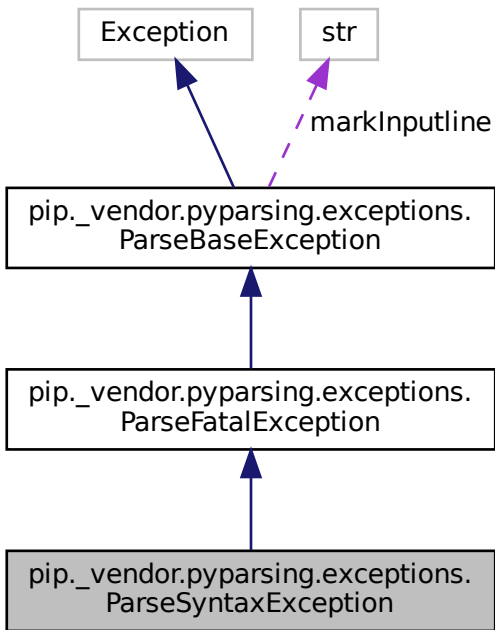 Exception
str
markInputline
pip._vendor.pyparsing.exceptions.
ParseBaseException
pip._vendor.pyparsing.exceptions.
ParseFatalException
pip._vendor.pyparsing.exceptions.
ParseSyntaxException